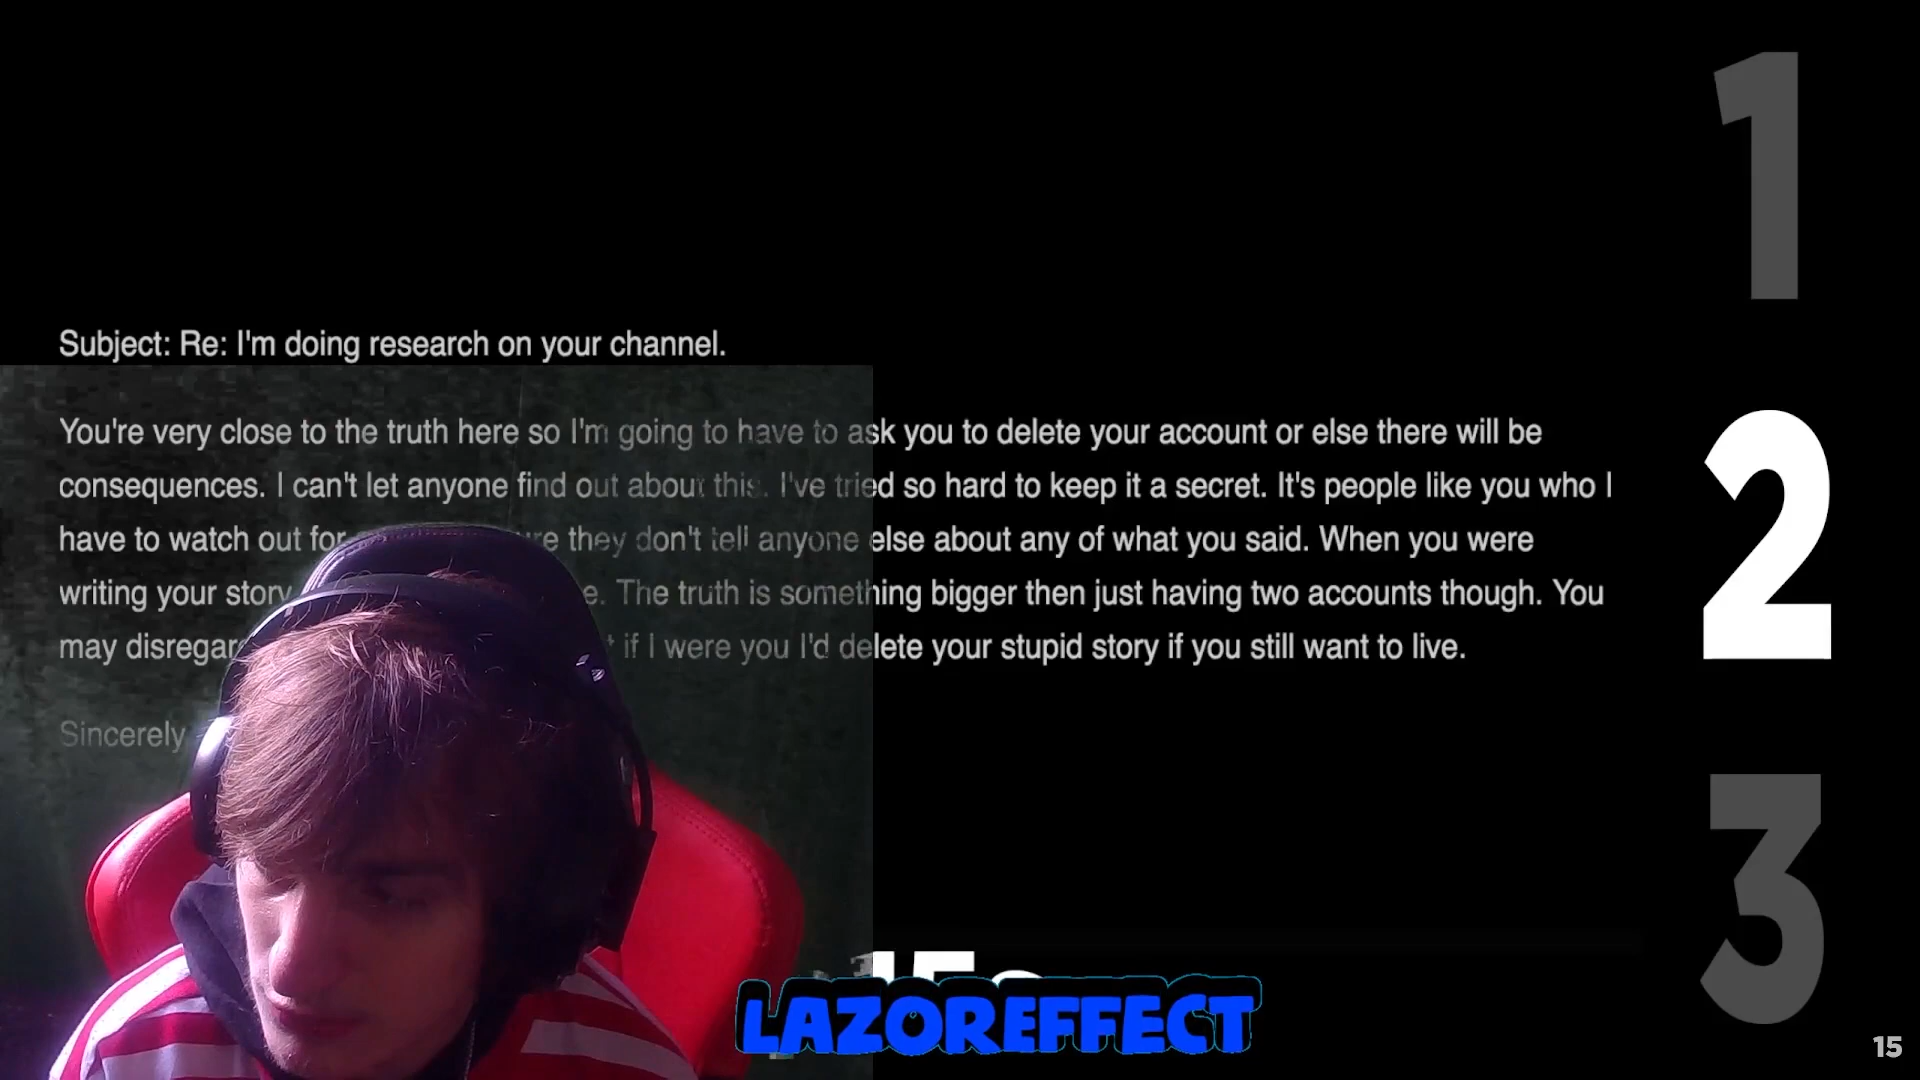 1
Subject: Re: I'm doing research on your channel.
You're very close to the truth here so I'm going to have to ask you to delete your account or else there will be
consequences. I can't let anyone find out about this. I've tried so hard to keep it a secret. It's people like you who I
2
have to watch out for they don't tell anyone else about any of what you said. When you were
writing your story The truth is something bigger then just having two accounts though. You
may if I were you I'd delete your stupid story if you still want to live.
Sincerely
3
LAZOREFFECT
15